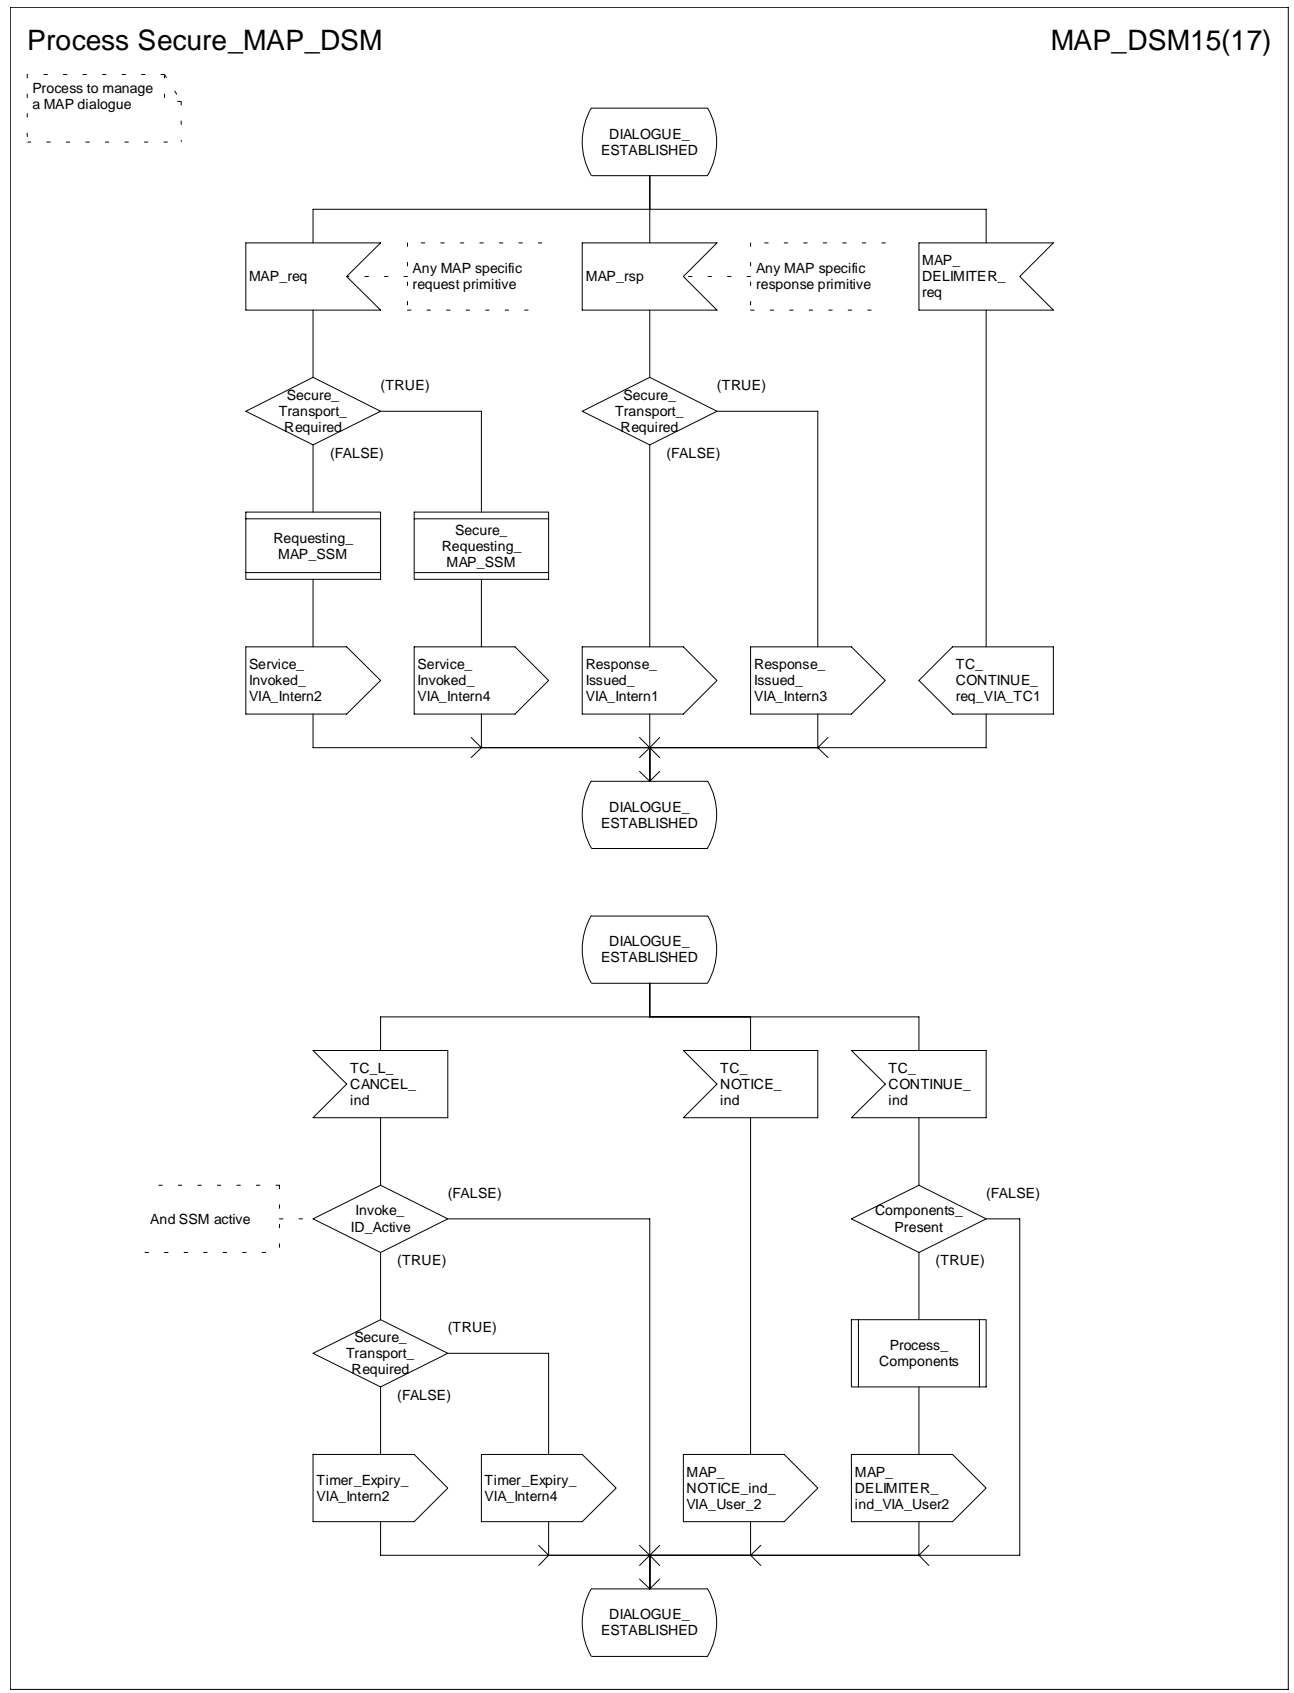 Process Secure_MAP_DSM
MAP_DSM15(17)
Process to manage
a MAP dialogue
DIALOGUE_
ESTABLISHED
MAP_req
Any MAP specific
request primitive
MAP_rsp
Any MAP specific
response primitive
MAP_
DELIMITER_
req
Secure_
Transport_
Required
(TRUE)
(FALSE)
Secure_
Transport_
Required
(TRUE)
(FALSE)
Requesting_
MAP_SSM
Secure_
Requesting_
MAP_SSM
Service_
Invoked_
VIA_Intern2
Service_
Invoked_
VIA_Intern4
Response_
Issued_
VIA_Intern1
Response_
Issued_
VIA_Intern3
TC_
CONTINUE_
req_VIA_TC1
DIALOGUE_
ESTABLISHED
DIALOGUE_
ESTABLISHED
TC_L_
CANCEL_
ind
TC_
NOTICE_
ind
TC_
CONTINUE_
ind
And SSM active
Invoke_
ID_Active
(FALSE)
(TRUE)
Components_
Present
(FALSE)
(TRUE)
Secure_
Transport_
Required
(TRUE)
(FALSE)
Process_
Components
Timer_Expiry_
VIA_Intern2
Timer_Expiry_
VIA_Intern4
MAP_
NOTICE_ind_
VIA_User_2
MAP_
DELIMITER_
ind_VIA_User2
DIALOGUE_
ESTABLISHED